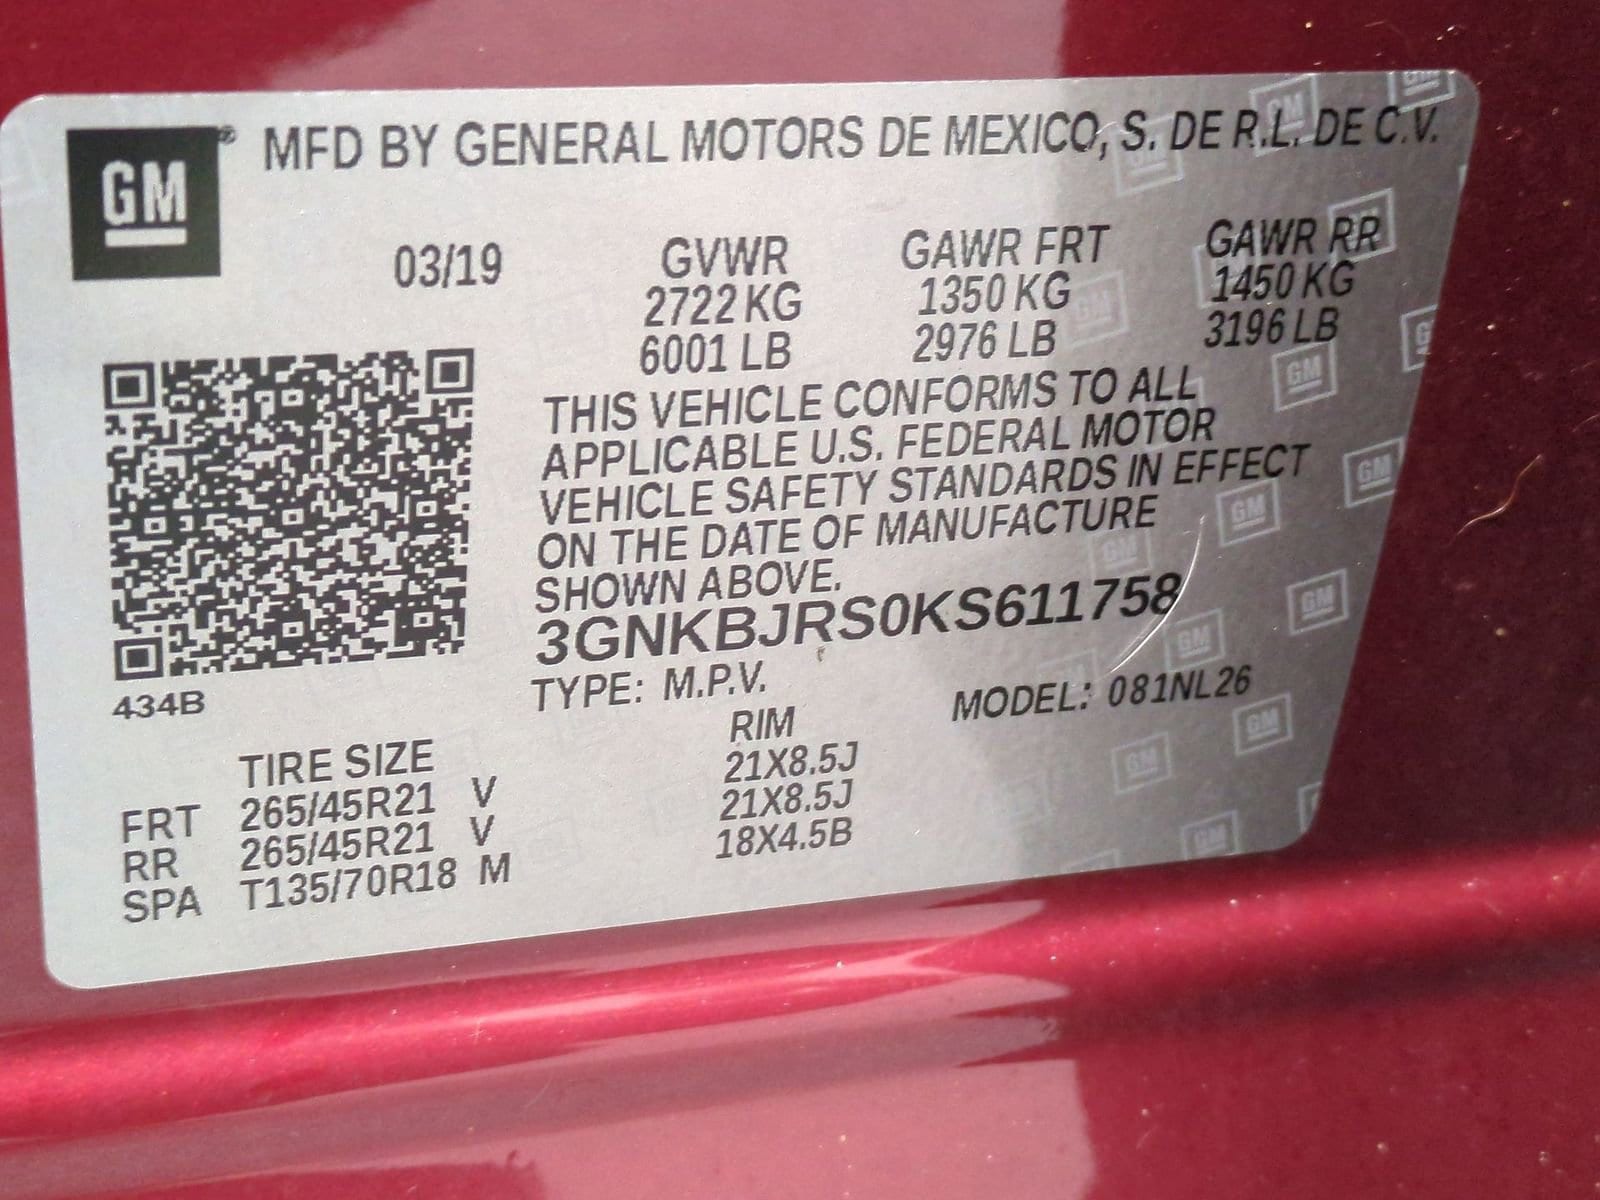 GM® MFD BY GENERAL MOTORS DE MEXICO, S. DE R.L. DE C.V.
03/19 GVWR GAWR FRT GAWR RR
2722 KG 1350 KG 1450 KG
6001 LB 2976 LB 3196 LB
THIS VEHICLE CONFORMS TO ALL
APPLICABLE U.S. FEDERAL MOTOR
VEHICLE SAFETY STANDARDS IN EFFECT
ON THE DATE OF MANUFACTURE
SHOWN ABOVE.
3GNKBJRS0KS611758
434B TYPE: M.P.V. MODEL: 081NL26
TIRE SIZE RIM
FRT 265/45R21 V 21X8.5J
RR 265/45R21 V 21X8.5J
SPA T135/70R18 M 18X4.5B